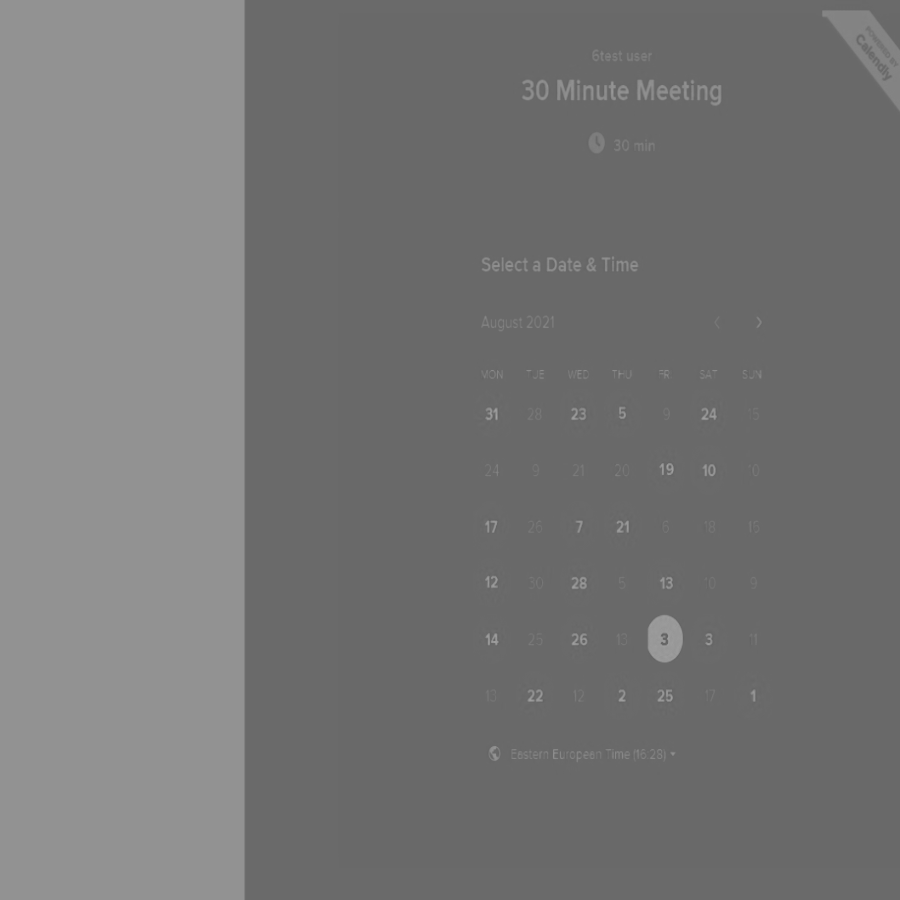 POWERED BY
Calendly
6test user
30 Minute Meeting
30 min
Select a Date & Time
August 2021
MON TUE WED THU FRI SAT SUN
31 28 23 5 9 24 15
24 9 21 20 19 10 10
17 26 7 21 6 18 15
12 30 28 5 13 10 9
14 25 26 13 3 3 11
13 22 12 2 25 17 1
Eastern European Time (16:28)